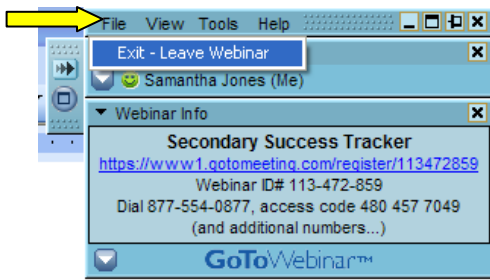 File View Tools Help
Exit - Leave Webinar
Samantha Jones (Me)
Webinar Info
Secondary Success Tracker
https://www1.gotomeeting.com/register/113472859
Webinar ID# 113-472-859
Dial 877-554-0877, access code 480 457 7049
(and additional numbers...)
GoToWebinar™